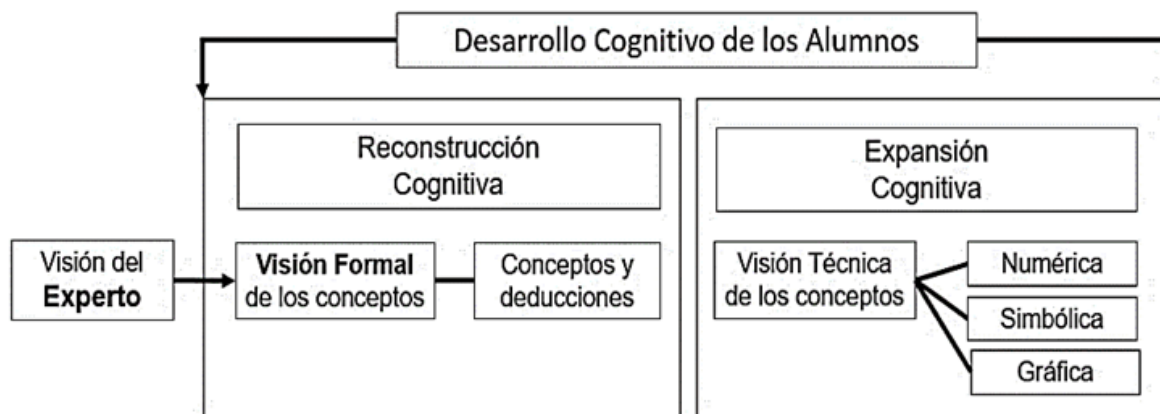 Desarrollo Cognitivo de los Alumnos
Reconstrucción
Cognitiva
Expansión
Cognitiva
Visión del
Experto
Visión Formal
de los conceptos
Conceptos y
deducciones
Visión Técnica
de los conceptos
Numérica
Simbólica
Gráfica